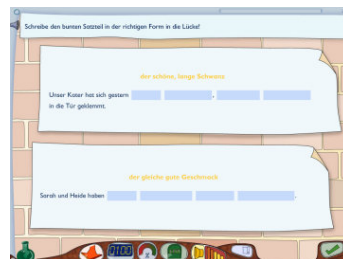 Schreibe den bunten Satzteil in der richtigen Form in die Lücke!
der schöne, lange Schwanz
Unser Kater hat sich gestern , 
in die Tür geklemmt.
der gleiche gute Geschmack
Sarah und Heide haben .
0100